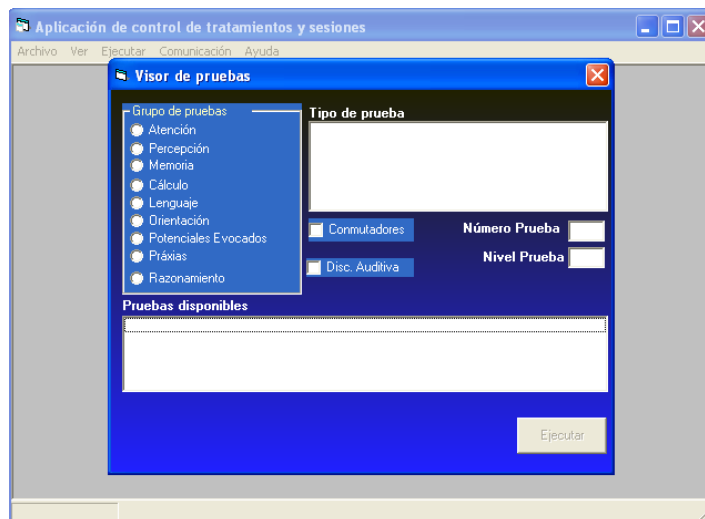 Aplicación de control de tratamientos y sesiones
Archivo Ver Ejecutar Comunicación Ayuda
Visor de pruebas
Grupo de pruebas
Atención
Percepción
Memoria
Cálculo
Lenguaje
Orientación
Potenciales Evocados
Práxias
Razonamiento
Tipo de prueba
Conmutadores
Disc. Auditiva
Número Prueba
Nivel Prueba
Pruebas disponibles
Ejecutar